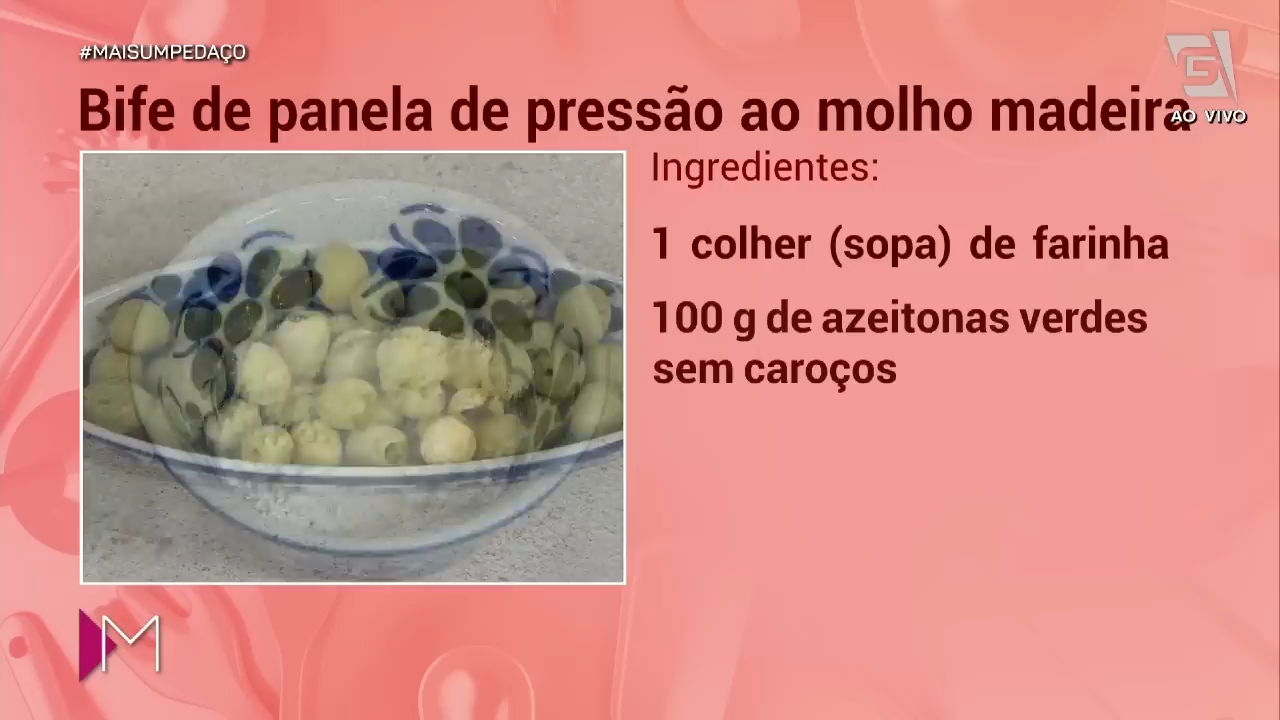 #MAISUMPEDAÇO
Bife de panela de pressão ao molho madeira
AO VIVO
Ingredientes:
1 colher (sopa) de farinha
100 g de azeitonas verdes
sem caroços
M